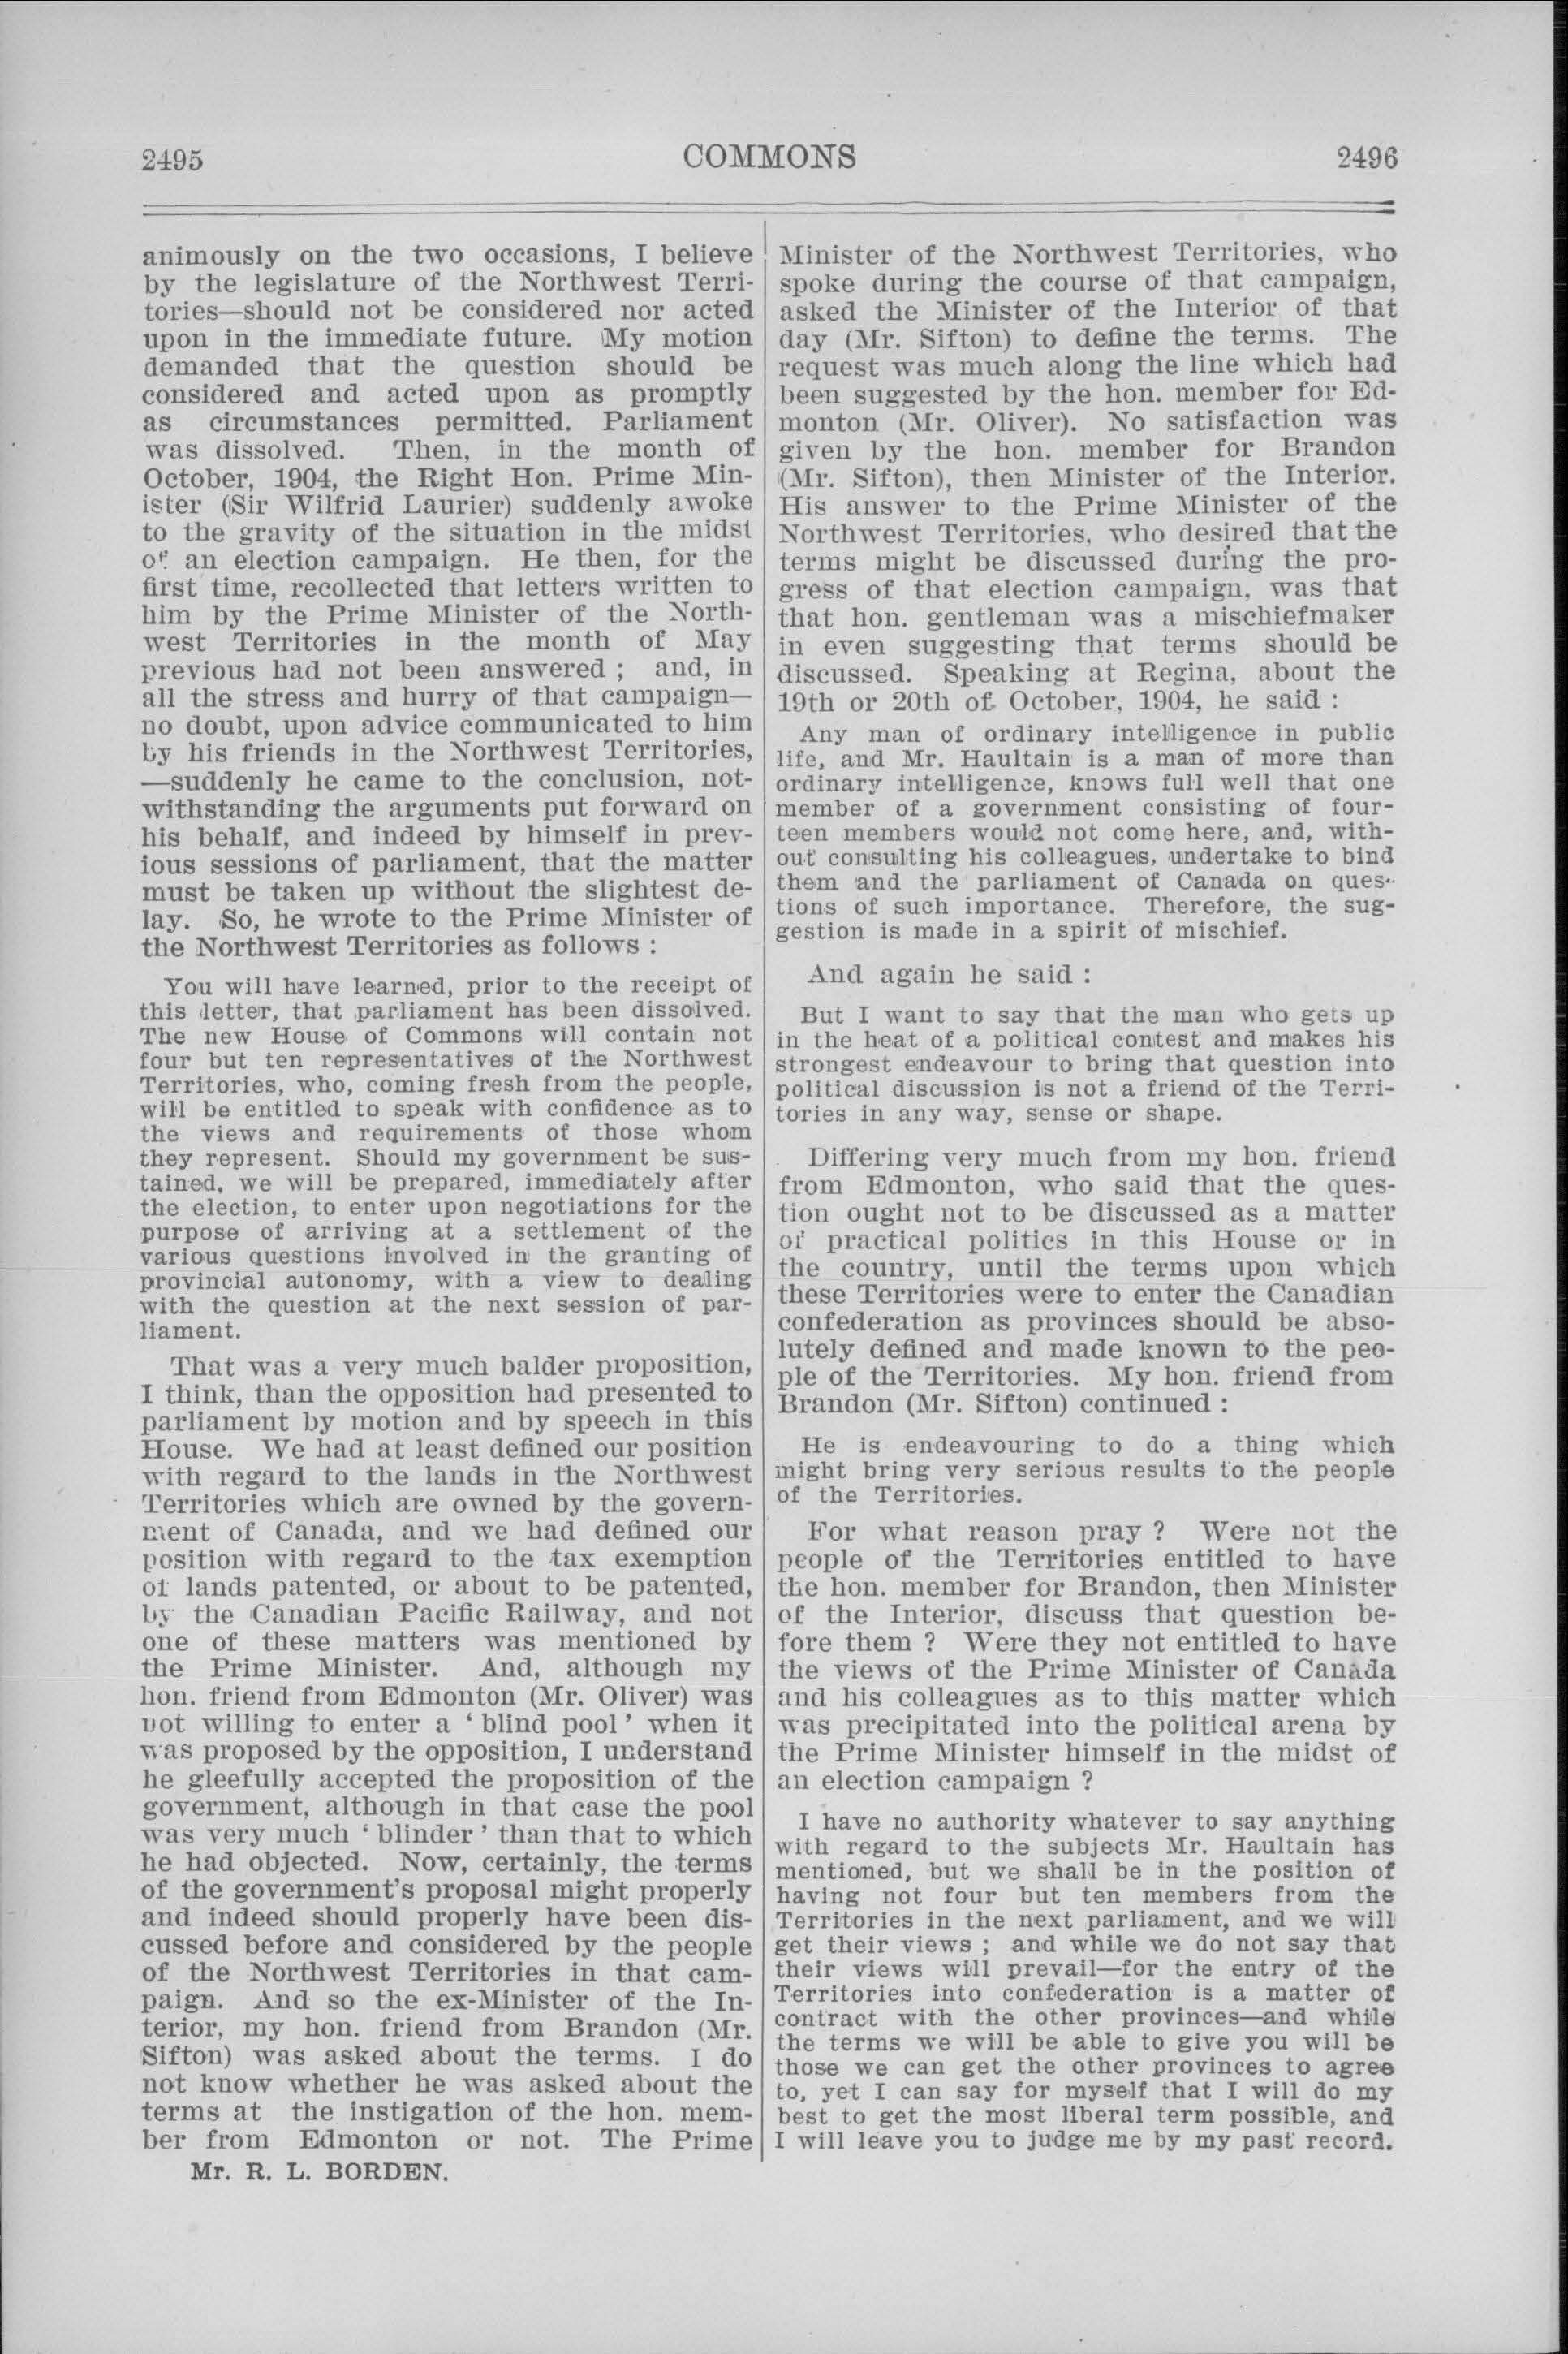 2495
COMMONS
2496
animously on the two occasions, I believe
by the legislature of the Northwest Terri-
tories—should not be considered nor acted
upon in the immediate future. My motion
demanded that the question should be
considered and acted upon as promptly
as circumstances permitted. Parliament
was dissolved. Then, in the month of
October, 1904, the Right Hon. Prime Min-
ister (Sir Wilfrid Laurier) suddenly awoke
to the gravity of the situation in the midst
of an election campaign. He then, for the
first time, recollected that letters written to
him by the Prime Minister of the North-
west Territories in the month of May
previous had not been answered ; and, in
all the stress and hurry of that campaign—
no doubt, upon advice communicated to him
by his friends in the Northwest Territories,
—suddenly he came to the conclusion, not-
withstanding the arguments put forward on
his behalf, and indeed by himself in prev-
ious sessions of parliament, that the matter
must be taken up without the slightest de-
lay. So, he wrote to the Prime Minister of
the Northwest Territories as follows :
You will have learned, prior to the receipt of
this letter, that parliament has been dissolved.
The new House of Commons will contain not
four but ten representatives of the Northwest
Territories, who, coming fresh from the people,
will be entitled to speak with confidence as to
the views and requirements of those whom
they represent. Should my government be sus-
tained, we will be prepared, immediately after
the election, to enter upon negotiations for the
purpose of arriving at a settlement of the
various questions involved in the granting of
provincial autonomy, with a view to dealing
with the question at the next session of par-
liament.
That was a very much balder proposition,
I think, than the opposition had presented to
parliament by motion and by speech in this
House. We had at least defined our position
with regard to the lands in the Northwest
Territories which are owned by the govern-
ment of Canada, and we had defined our
position with regard to the tax exemption
of lands patented, or about to be patented,
by the Canadian Pacific Railway, and not
one of these matters was mentioned by
the Prime Minister. And, although my
hon. friend from Edmonton (Mr. Oliver) was
not willing to enter a ‘ blind pool ’ when it
was proposed by the opposition, I understand
he gleefully accepted the proposition of the
government, although in that case the pool
was very much ‘ blinder ’ than that to which
he had objected. Now, certainly, the terms
of the government's proposal might properly
and indeed should properly have been dis-
cussed before and considered by the people
of the Northwest Territories in that cam-
paign. And so the ex-Minister of the In-
terior, my hon. friend from Brandon (Mr.
Sifton) was asked about the terms. I do
not know whether he was asked about the
terms at the instigation of the hon. mem-
ber from Edmonton or not. The Prime
Mr. R. L. BORDEN.
Minister of the Northwest Territories, who
spoke during the course of that campaign,
asked the Minister of the Interior of that
day (Mr. Sifton) to define the terms. The
request was much along the line which had
been suggested by the hon. member for Ed-
monton (Mr. Oliver). No satisfaction was
given by the hon. member for Brandon
(Mr. Sifton), then Minister of the Interior.
His answer to the Prime Minister of the
Northwest Territories, who desired that the
terms might be discussed during the pro-
gress of that election campaign, was that
that hon. gentleman was a mischiefmaker
in even suggesting that terms should be
discussed. Speaking at Regina, about the
19th or 20th of October, 1904, he said :
Any man of ordinary intelligence in public
life, and Mr. Haultain is a man of more than
ordinary intelligence, knows full well that one
member of a government consisting of four-
teen members would not come here, and, with-
out consulting his colleagues, undertake to bind
them and the parliament of Canada on ques-
tions of such importance. Therefore, the sug-
gestion is made in a spirit of mischief.
And again he said :
But I want to say that the man who gets up
in the heat of a political contest and makes his
strongest endeavour to bring that question into
political discussion is not a friend of the Terri-
tories in any way, sense or shape.
Differing very much from my hon. friend
from Edmonton, who said that the ques-
tion ought not to be discussed as a matter
of practical politics in this House or in
the country, until the terms upon which
these Territories were to enter the Canadian
confederation as provinces should be abso-
lutely defined and made known to the peo-
ple of the Territories. My hon. friend from
Brandon (Mr. Sifton) continued :
He is endeavouring to do a thing which
might bring very serious results to the people
of the Territories.
For what reason pray ? Were not the
people of the Territories entitled to have
the hon. member for Brandon, then Minister
of the Interior, discuss that question be-
fore them ? Were they not entitled to have
the views of the Prime Minister of Canada
and his colleagues as to this matter which
was precipitated into the political arena by
the Prime Minister himself in the midst of
an election campaign ?
I have no authority whatever to say anything
with regard to the subjects Mr. Haultain has
mentioned, but we shall be in the position of
having not four but ten members from the
Territories in the next parliament, and we will
get their views ; and while we do not say that
their views will prevail—for the entry of the
Territories into confederation is a matter of
contract with the other provinces—and while
the terms we will be able to give you will be
those we can get the other provinces to agree
to, yet I can say for myself that I will do my
best to get the most liberal term possible, and
I will leave you to judge me by my past record.